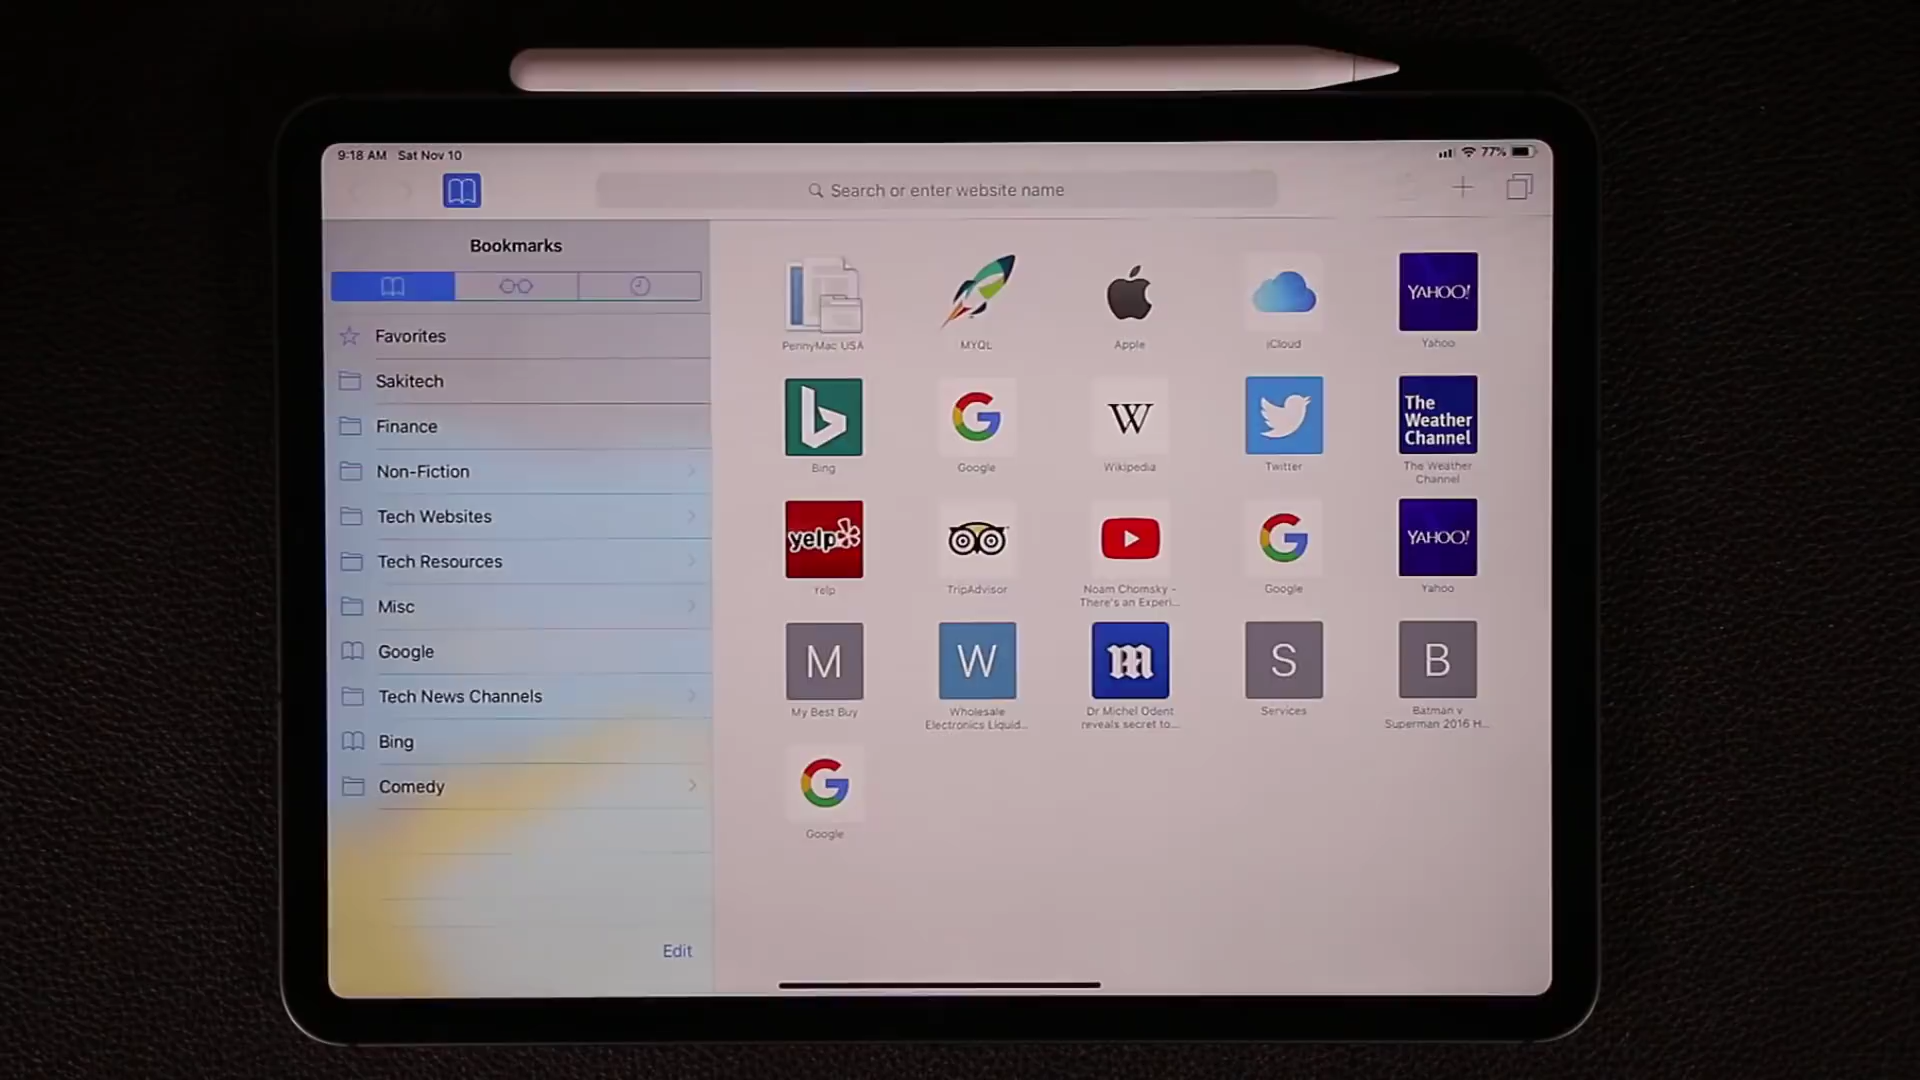 9:18 AM Sat Nov 10
77%
Search or enter website name
Bookmarks
Favorites
Sakitech
Finance
Non-Fiction
Tech Websites
Tech Resources
Misc
Google
Tech News Channels
Bing
Comedy
Edit
YAHOO!
PennyMac USA
MYQL
Apple
iCloud
Yahoo
b
G
W
The
Weather
Channel
Bing
Google
Wikipedia
Twitter
The Weather
Channel
yelp
G
YAHOO!
Yelp
TripAdvisor
Noam Chomsky -
There's an Experi...
Google
Yahoo
M
W
m
S
B
My Best Buy
Wholesale
Electronics Liquid...
Dr Michel Odent
reveals secret to...
Services
Batman v
Superman 2016 H...
G
Google